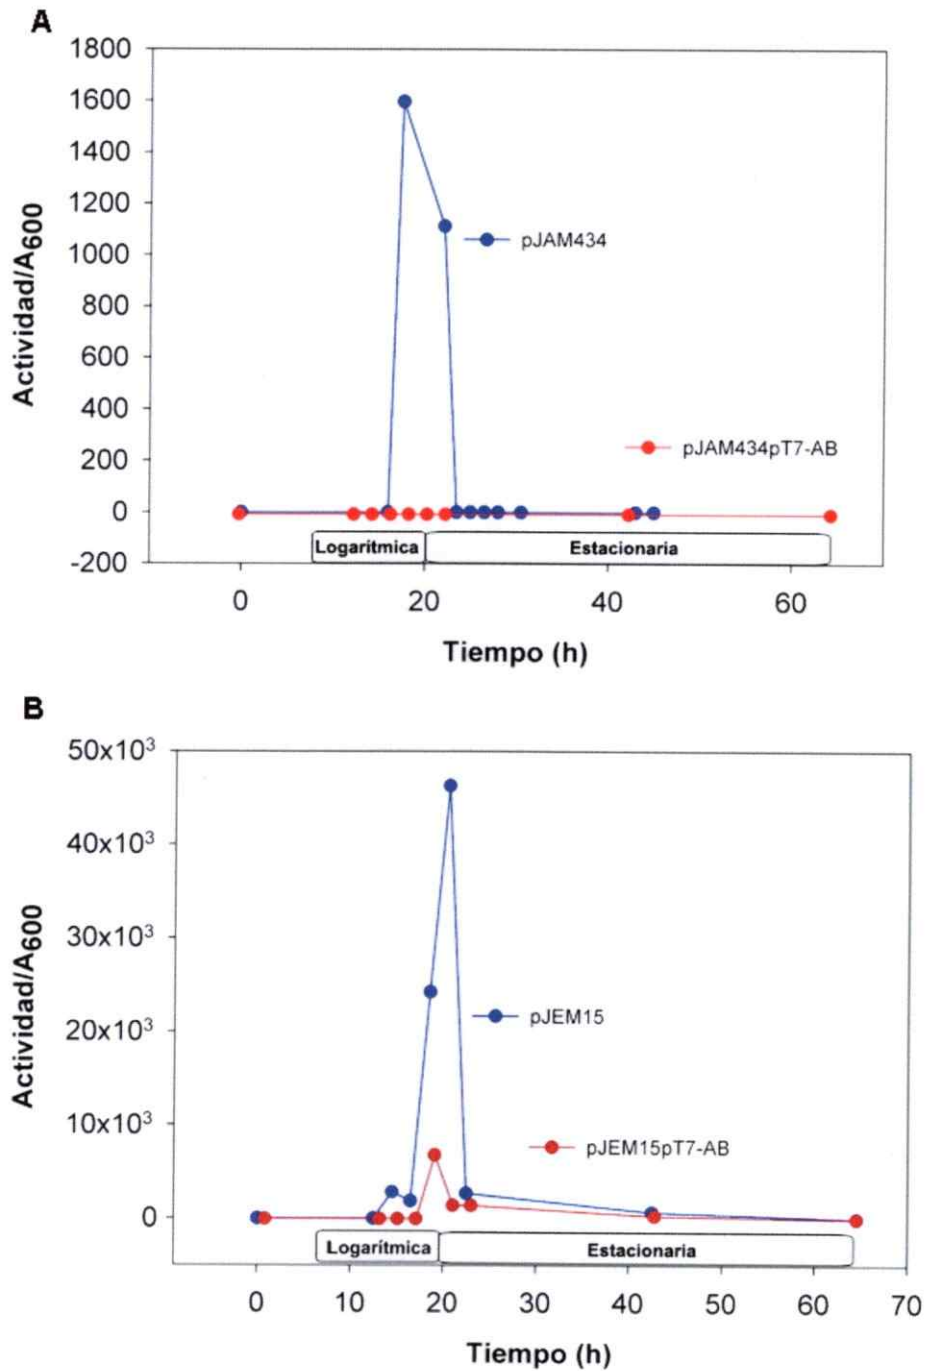 A
1800
1600
1400
1200
1000
800
600
400
200
0
-200
Actividad/A600
pJAM434
pJAM434pT7-AB
Logarítmica
Estacionaria
0 20 40 60
Tiempo (h)
B
50x10³
40x10³
30x10³
20x10³
10x10³
0
Actividad/A600
pJEM15
pJEM15pT7-AB
Logarítmica
Estacionaria
0 10 20 30 40 50 60 70
Tiempo (h)